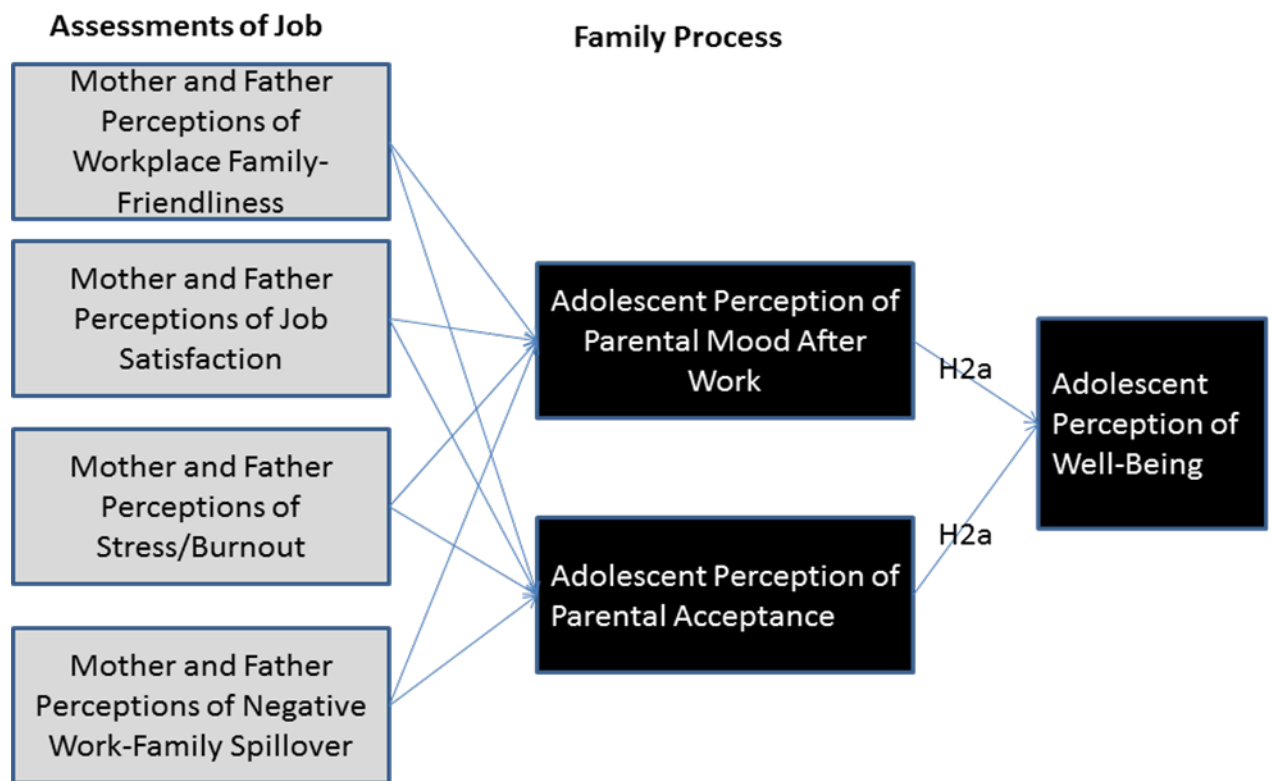 Assessments of Job
Family Process
Mother and Father
Perceptions of
Workplace Family-
Friendliness
Mother and Father
Perceptions of Job
Satisfaction
Mother and Father
Perceptions of
Stress/Burnout
Mother and Father
Perceptions of Negative
Work-Family Spillover
Adolescent Perception of
Parental Mood After
Work
Adolescent Perception of
Parental Acceptance
H2a
H2a
Adolescent
Perception of
Well-Being